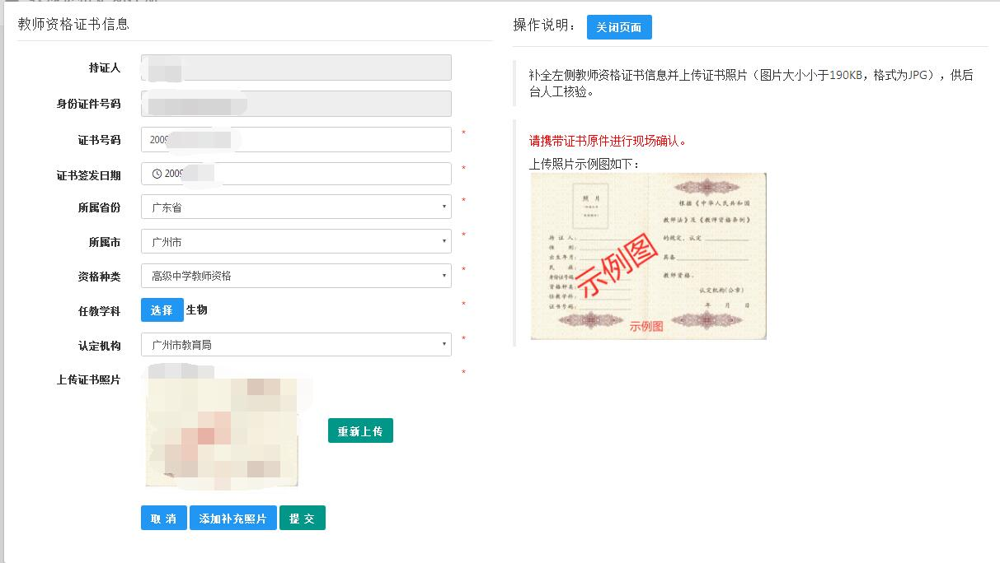 教师资格证书信息
持证人
身份证件号码
证书号码
2009
*
证书签发日期
2009
*
所属省份
广东省
*
所属市
广州市
*
资格种类
高级中学教师资格
*
任教学科
选择
生物
*
认定机构
广州市教育局
*
上传证书照片
*
重新上传
取 消
添加补充照片
提 交
操作说明：
关闭页面
补全左侧教师资格证书信息并上传证书照片（图片大小小于190KB，格式为JPG），供后
台人工核验。
请携带证书原件进行现场确认。
上传照片示例图如下：
照 片
持 证 人：
性 别：
出生年月：
民 族：
身份证号码：
资格种类：
任教学科：
证书号码：
根据《中华人民共和国
教师法》及《教师资格条例》
的规定，认定
具备
教师资格。
认定机构(公章)
年 月 日
示例图
示例图